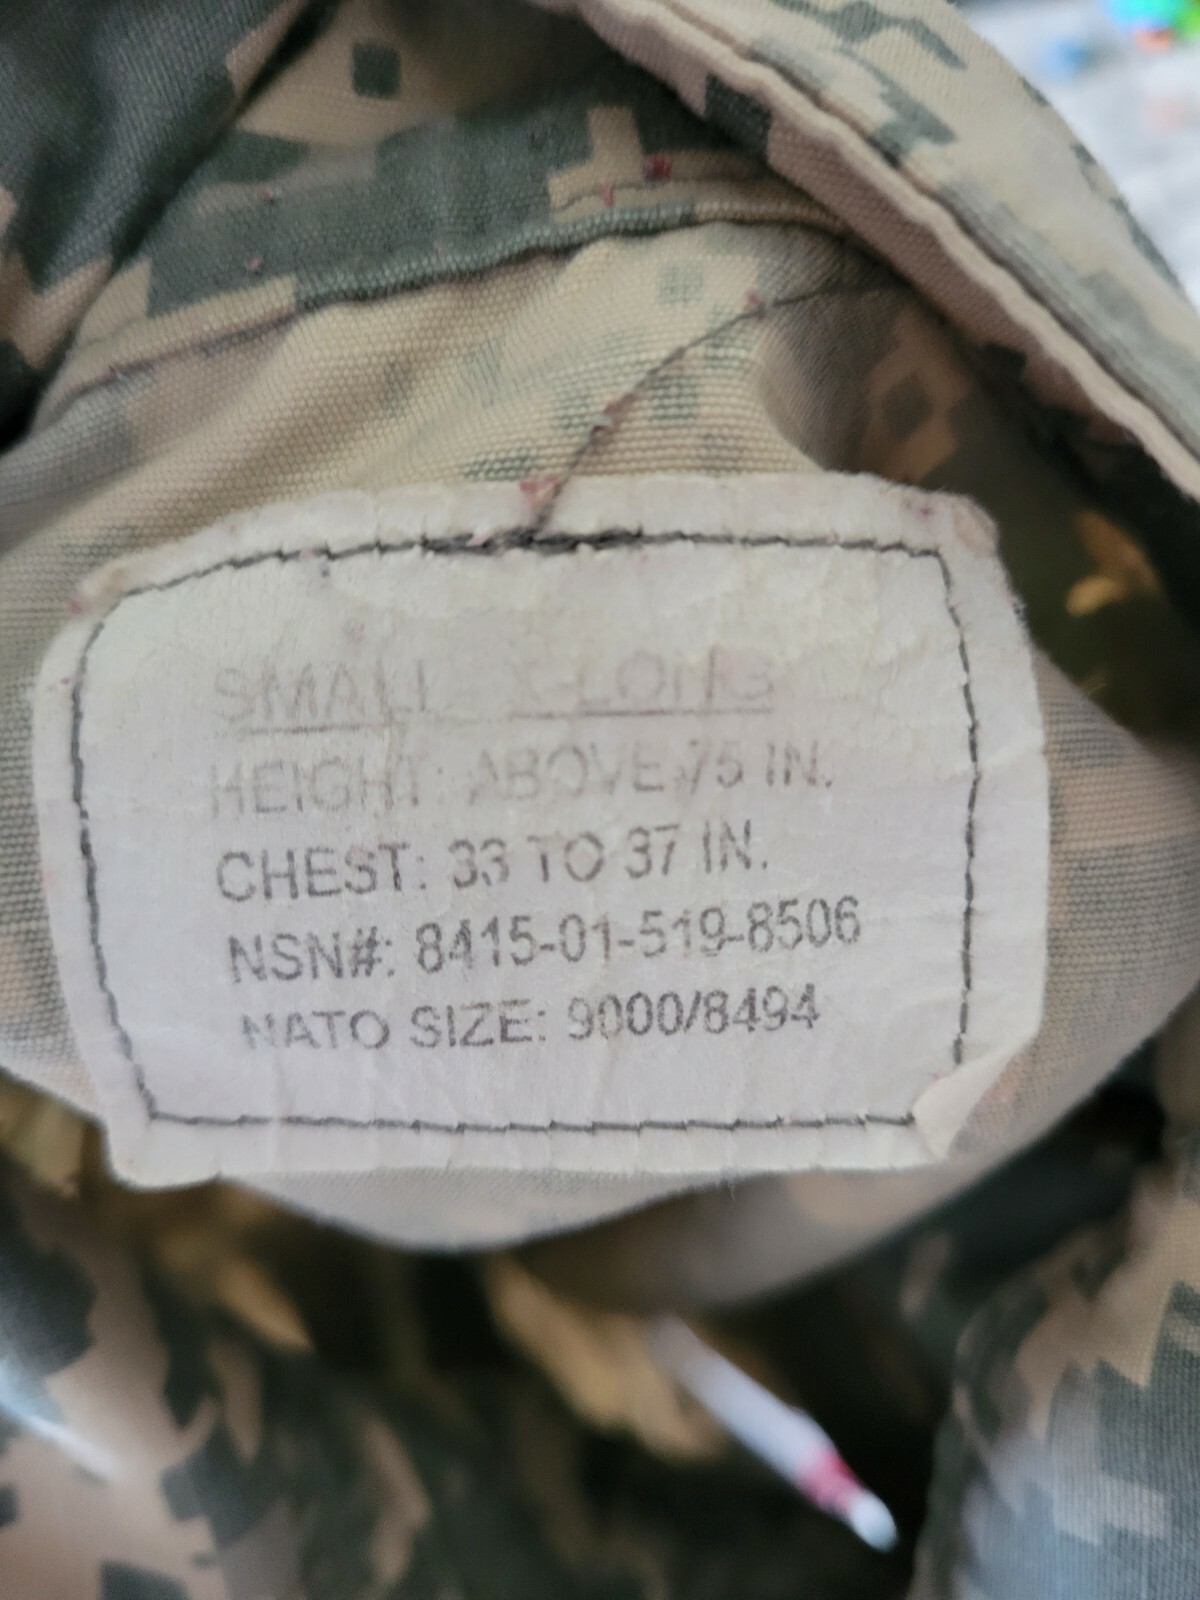 SMALL - X-LONG
HEIGHT: ABOVE 75 IN.
CHEST: 33 TO 37 IN.
NSN#: 8415-01-519-8506
NATO SIZE: 9000/8494